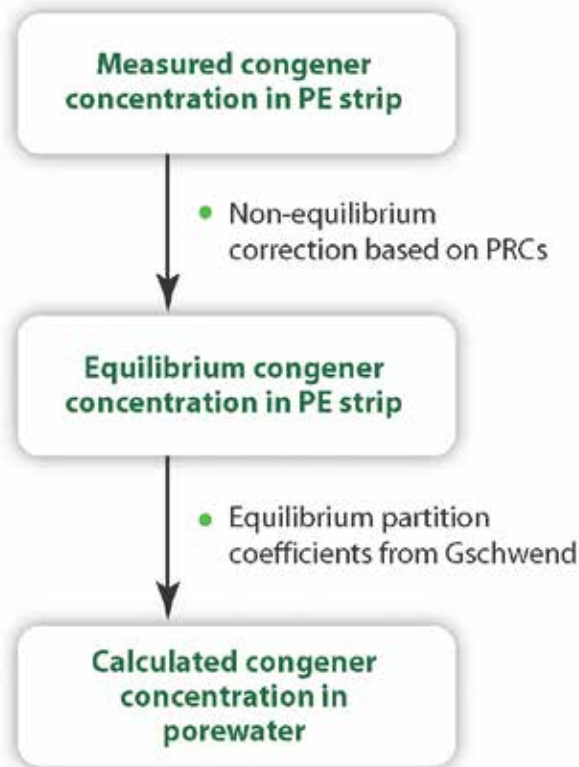 Measured congener
concentration in PE strip
• Non-equilibrium
correction based on PRCs
Equilibrium congener
concentration in PE strip
• Equilibrium partition
coefficients from Gschwend
Calculated congener
concentration in
porewater